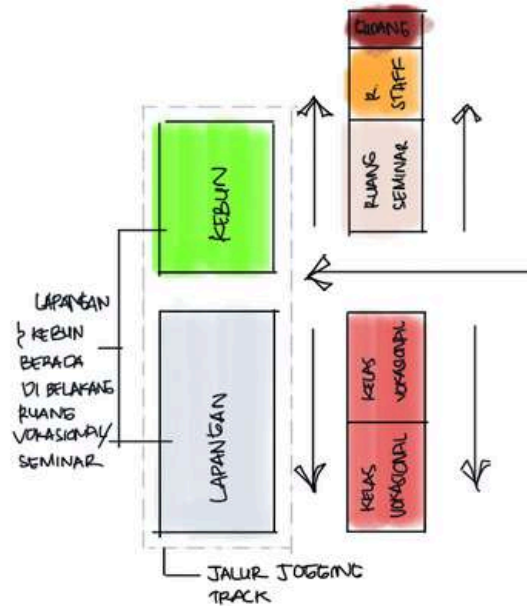 GUDANG
R.
STAFF
RUANG
SEMINAR
KEBUN
LAPANGAN
& KEBUN
BERADA
DI BELAKANG
RUANG
VOKASIONAL/
SEMINAR
LAPANGAN
KELAS
VOKASIONAL
KELAS
VOKASIONAL
JALUR JOGGING
TRACK